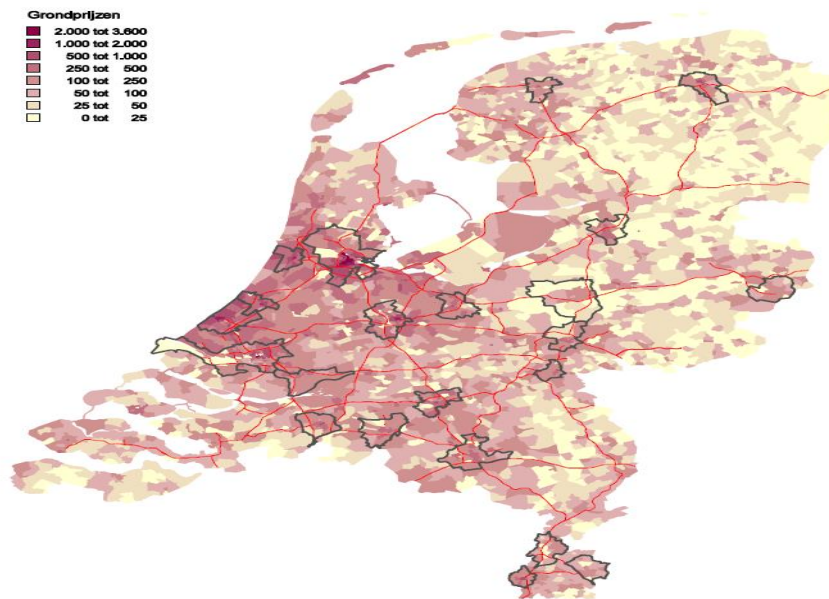 Grondprijzen
2.000 tot 3.600
1.000 tot 2.000
500 tot 1.000
250 tot 500
100 tot 250
50 tot 100
25 tot 50
0 tot 25